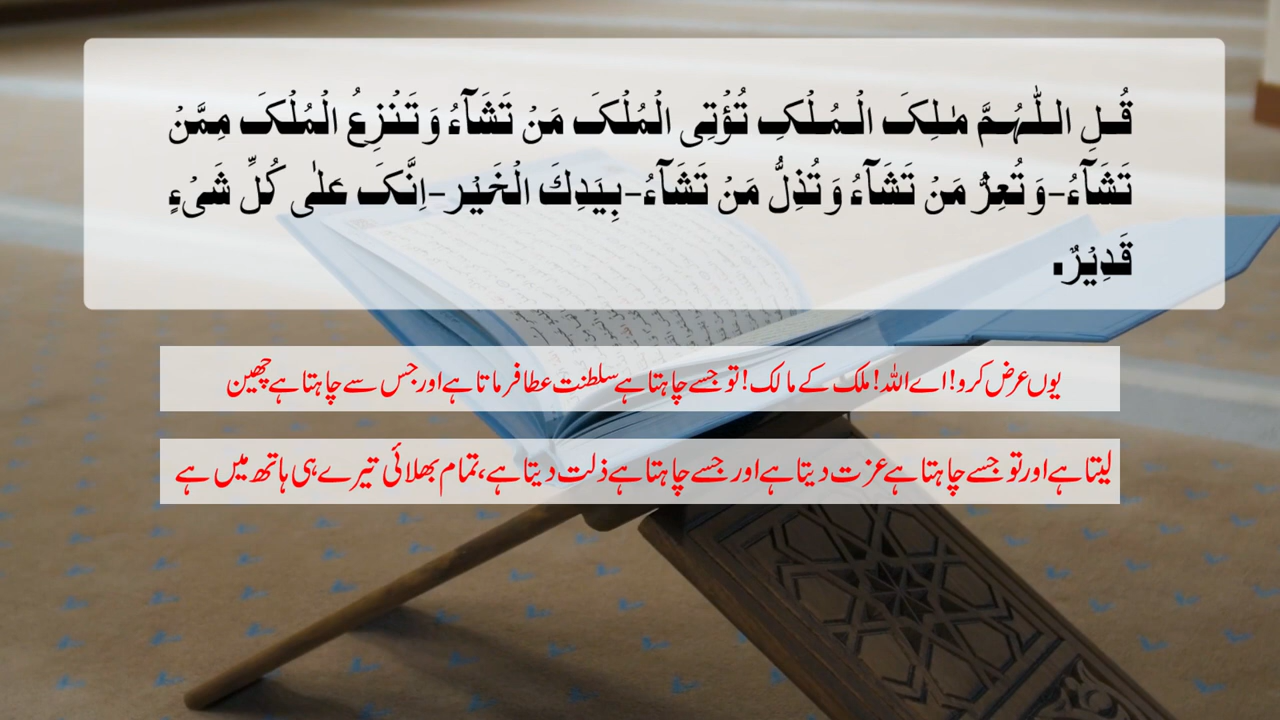 قُلِ اللّٰہُمَّ مٰلِکَ الْمُلْکِ تُؤْتِی الْمُلْکَ مَنْ تَشَآءُ وَ تَنْزِعُ الْمُلْکَ مِمَّنْ
تَشَآءُ-وَ تُعِزُّ مَنْ تَشَآءُ وَ تُذِلُّ مَنْ تَشَآءُ-بِیَدِكَ الْخَیْر-اِنَّکَ عَلٰی کُلِّ شَیْءٍ
قَدِیْرٌ.
یوں عرض کرو! اے اللہ! ملک کے مالک! تو جسے چاہتا ہے سلطنت عطا فرماتا ہے اور جس سے چاہتا ہے چھین
لیتا ہے اور تو جسے چاہتا ہے عزت دیتا ہے اور جسے چاہتا ہے ذلت دیتا ہے، تمام بھلائی تیرے ہی ہاتھ میں ہے